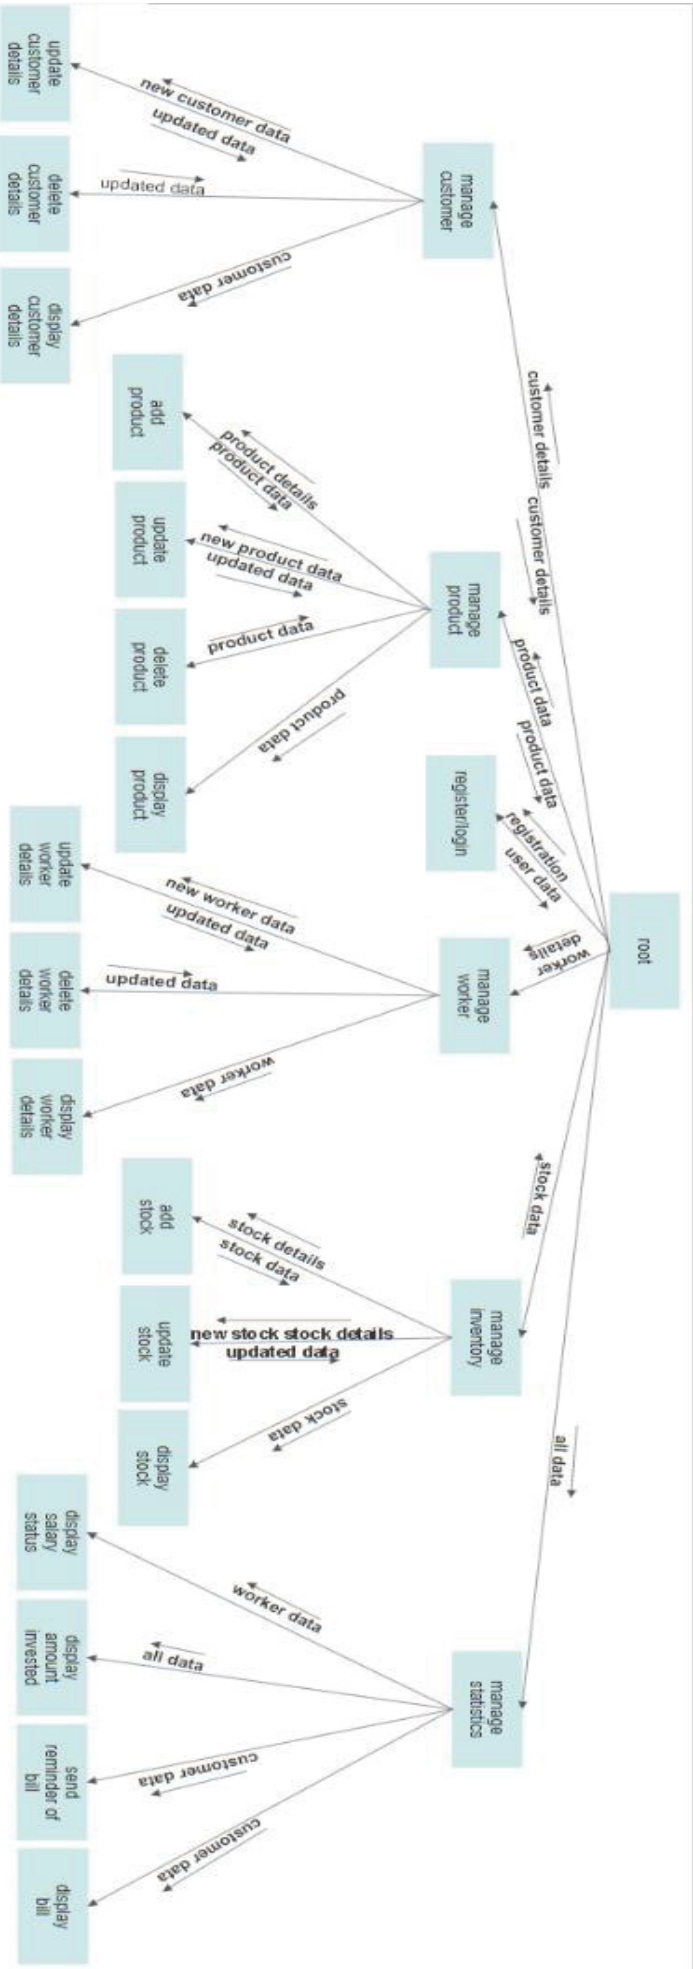 root
customer details
customer details
product data
product data
registration
user data
worker
details
stock data
all data
manage
customer
manage
product
register/login
manage
worker
manage
inventory
manage
statistics
new customer data
updated data
updated data
customer data
product details
product data
new product data
updated data
product data
product data
new worker data
updated data
updated data
worker data
stock details
stock data
new stock stock details
updated data
stock data
worker data
all data
customer data
customer data
update
customer
details
delete
customer
details
display
customer
details
add
product
update
product
delete
product
display
product
update
worker
details
delete
worker
details
display
worker
details
add
stock
update
stock
display
stock
display
salary
status
display
amount
invested
send
reminder of
bill
display
bill